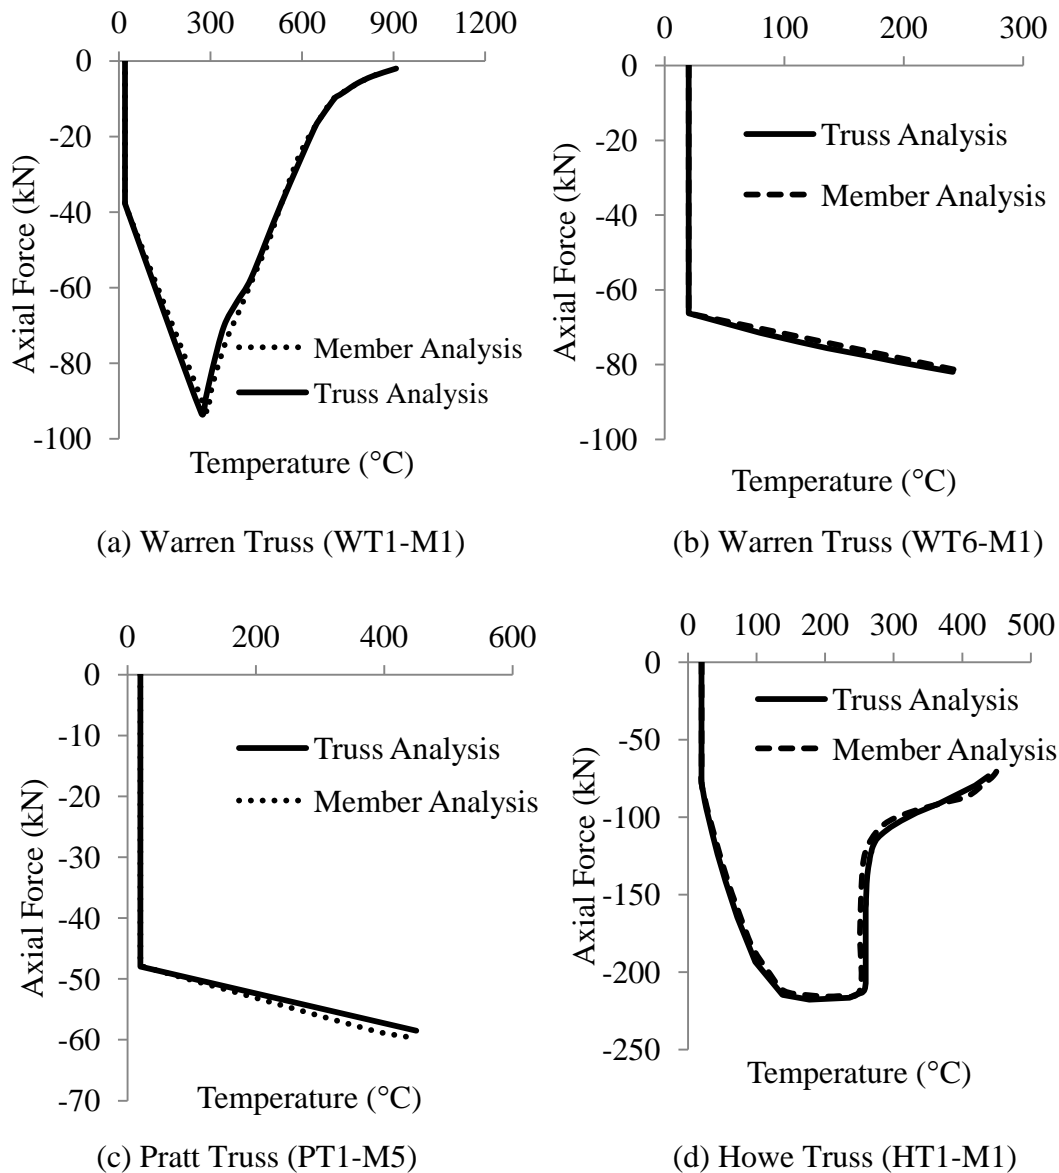 0 300 600 900 1200
0
-20
-40
-60
-80
-100
Axial Force (kN)
Member Analysis
Truss Analysis
Temperature (°C)
(a) Warren Truss (WT1-M1)
0 100 200 300
0
-20
-40
-60
-80
-100
Axial Force (kN)
Truss Analysis
Member Analysis
Temperature (°C)
(b) Warren Truss (WT6-M1)
0 200 400 600
0
-10
-20
-30
-40
-50
-60
-70
Axial Force (kN)
Truss Analysis
Member Analysis
Temperature (°C)
(c) Pratt Truss (PT1-M5)
0 100 200 300 400 500
0
-50
-100
-150
-200
-250
Axial Force (kN)
Truss Analysis
Member Analysis
Temperature (°C)
(d) Howe Truss (HT1-M1)